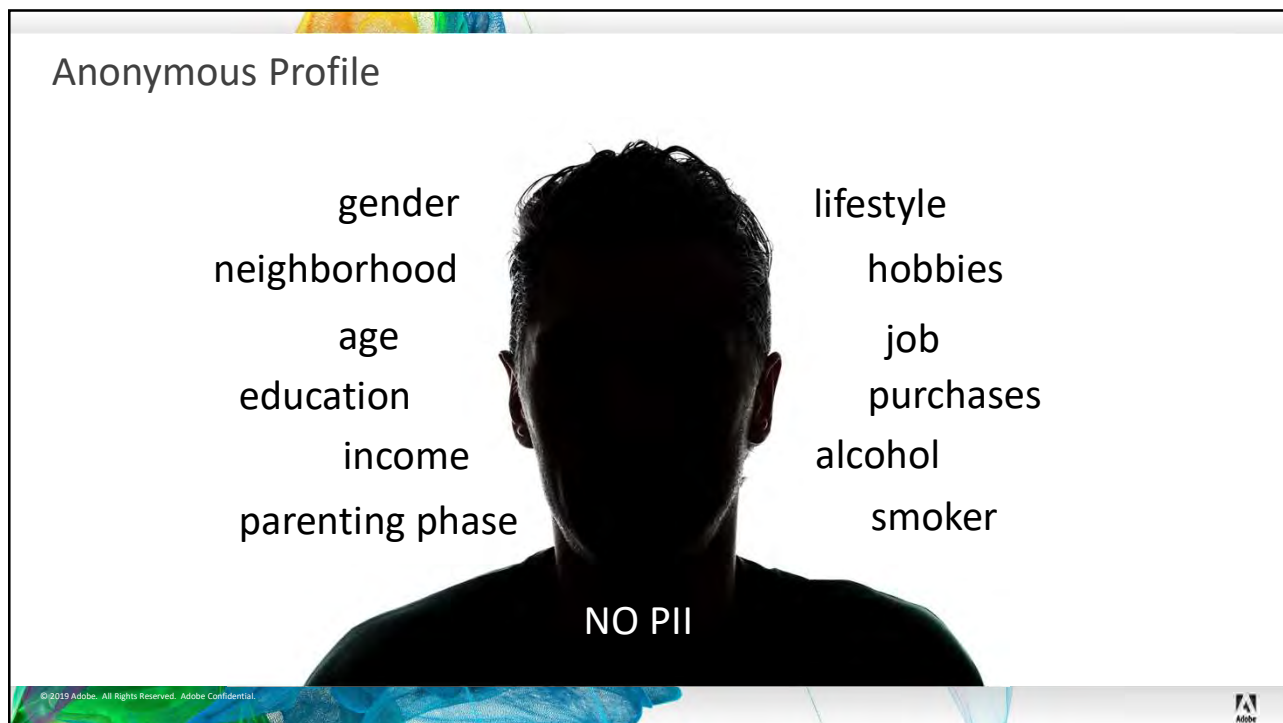 Anonymous Profile
gender
neighborhood
age
education
income
parenting phase
lifestyle
hobbies
job
purchases
alcohol
smoker
NO PII
© 2019 Adobe. All Rights Reserved. Adobe Confidential.
Adobe